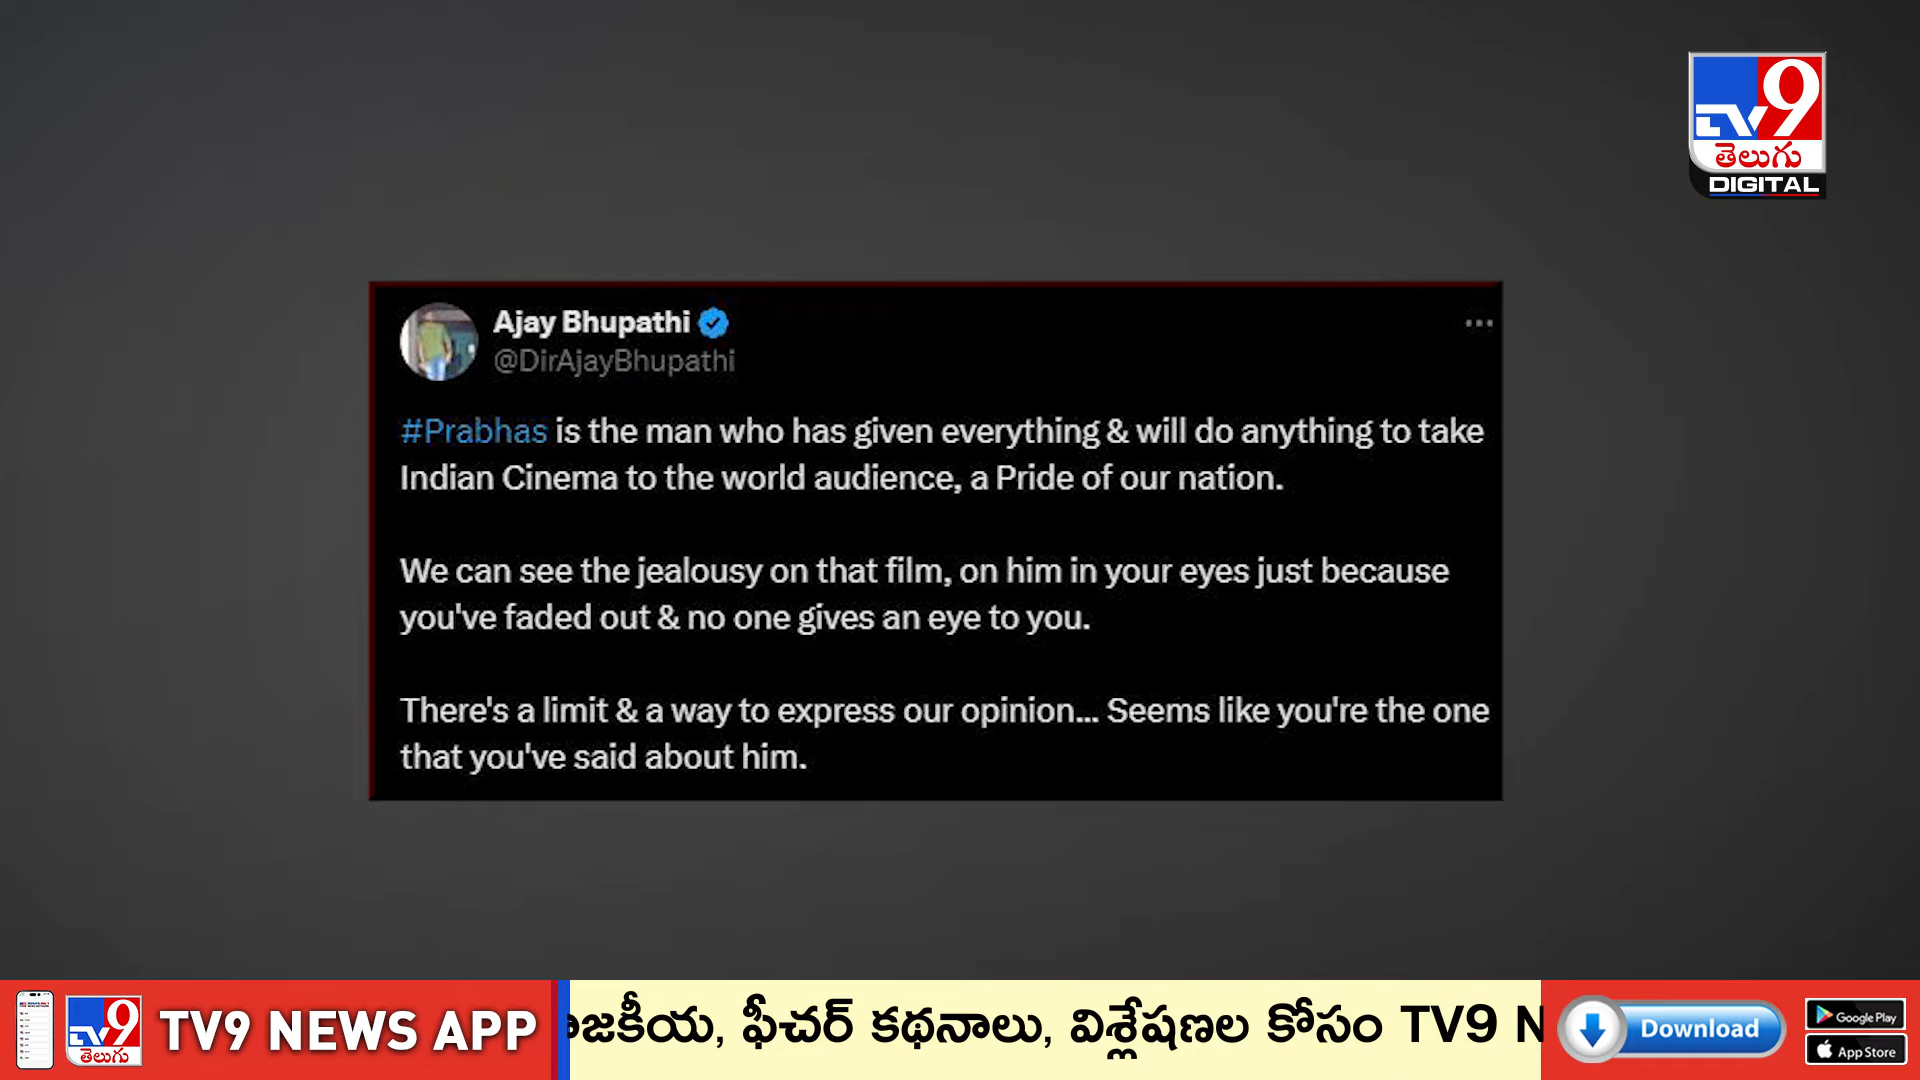 TV9
తెలుగు
DIGITAL
Ajay Bhupathi
@DirAjayBhupathi
#Prabhas is the man who has given everything & will do anything to take
Indian Cinema to the world audience, a Pride of our nation.
We can see the jealousy on that film, on him in your eyes just because
you've faded out & no one gives an eye to you.
There's a limit & a way to express our opinion... Seems like you're the one
that you've said about him.
TV9
తెలుగు
TV9 NEWS APP
ఫీచర్ కథనాలు, విశ్లేషణల కోసం TV9 N
Download
Google Play
App Store